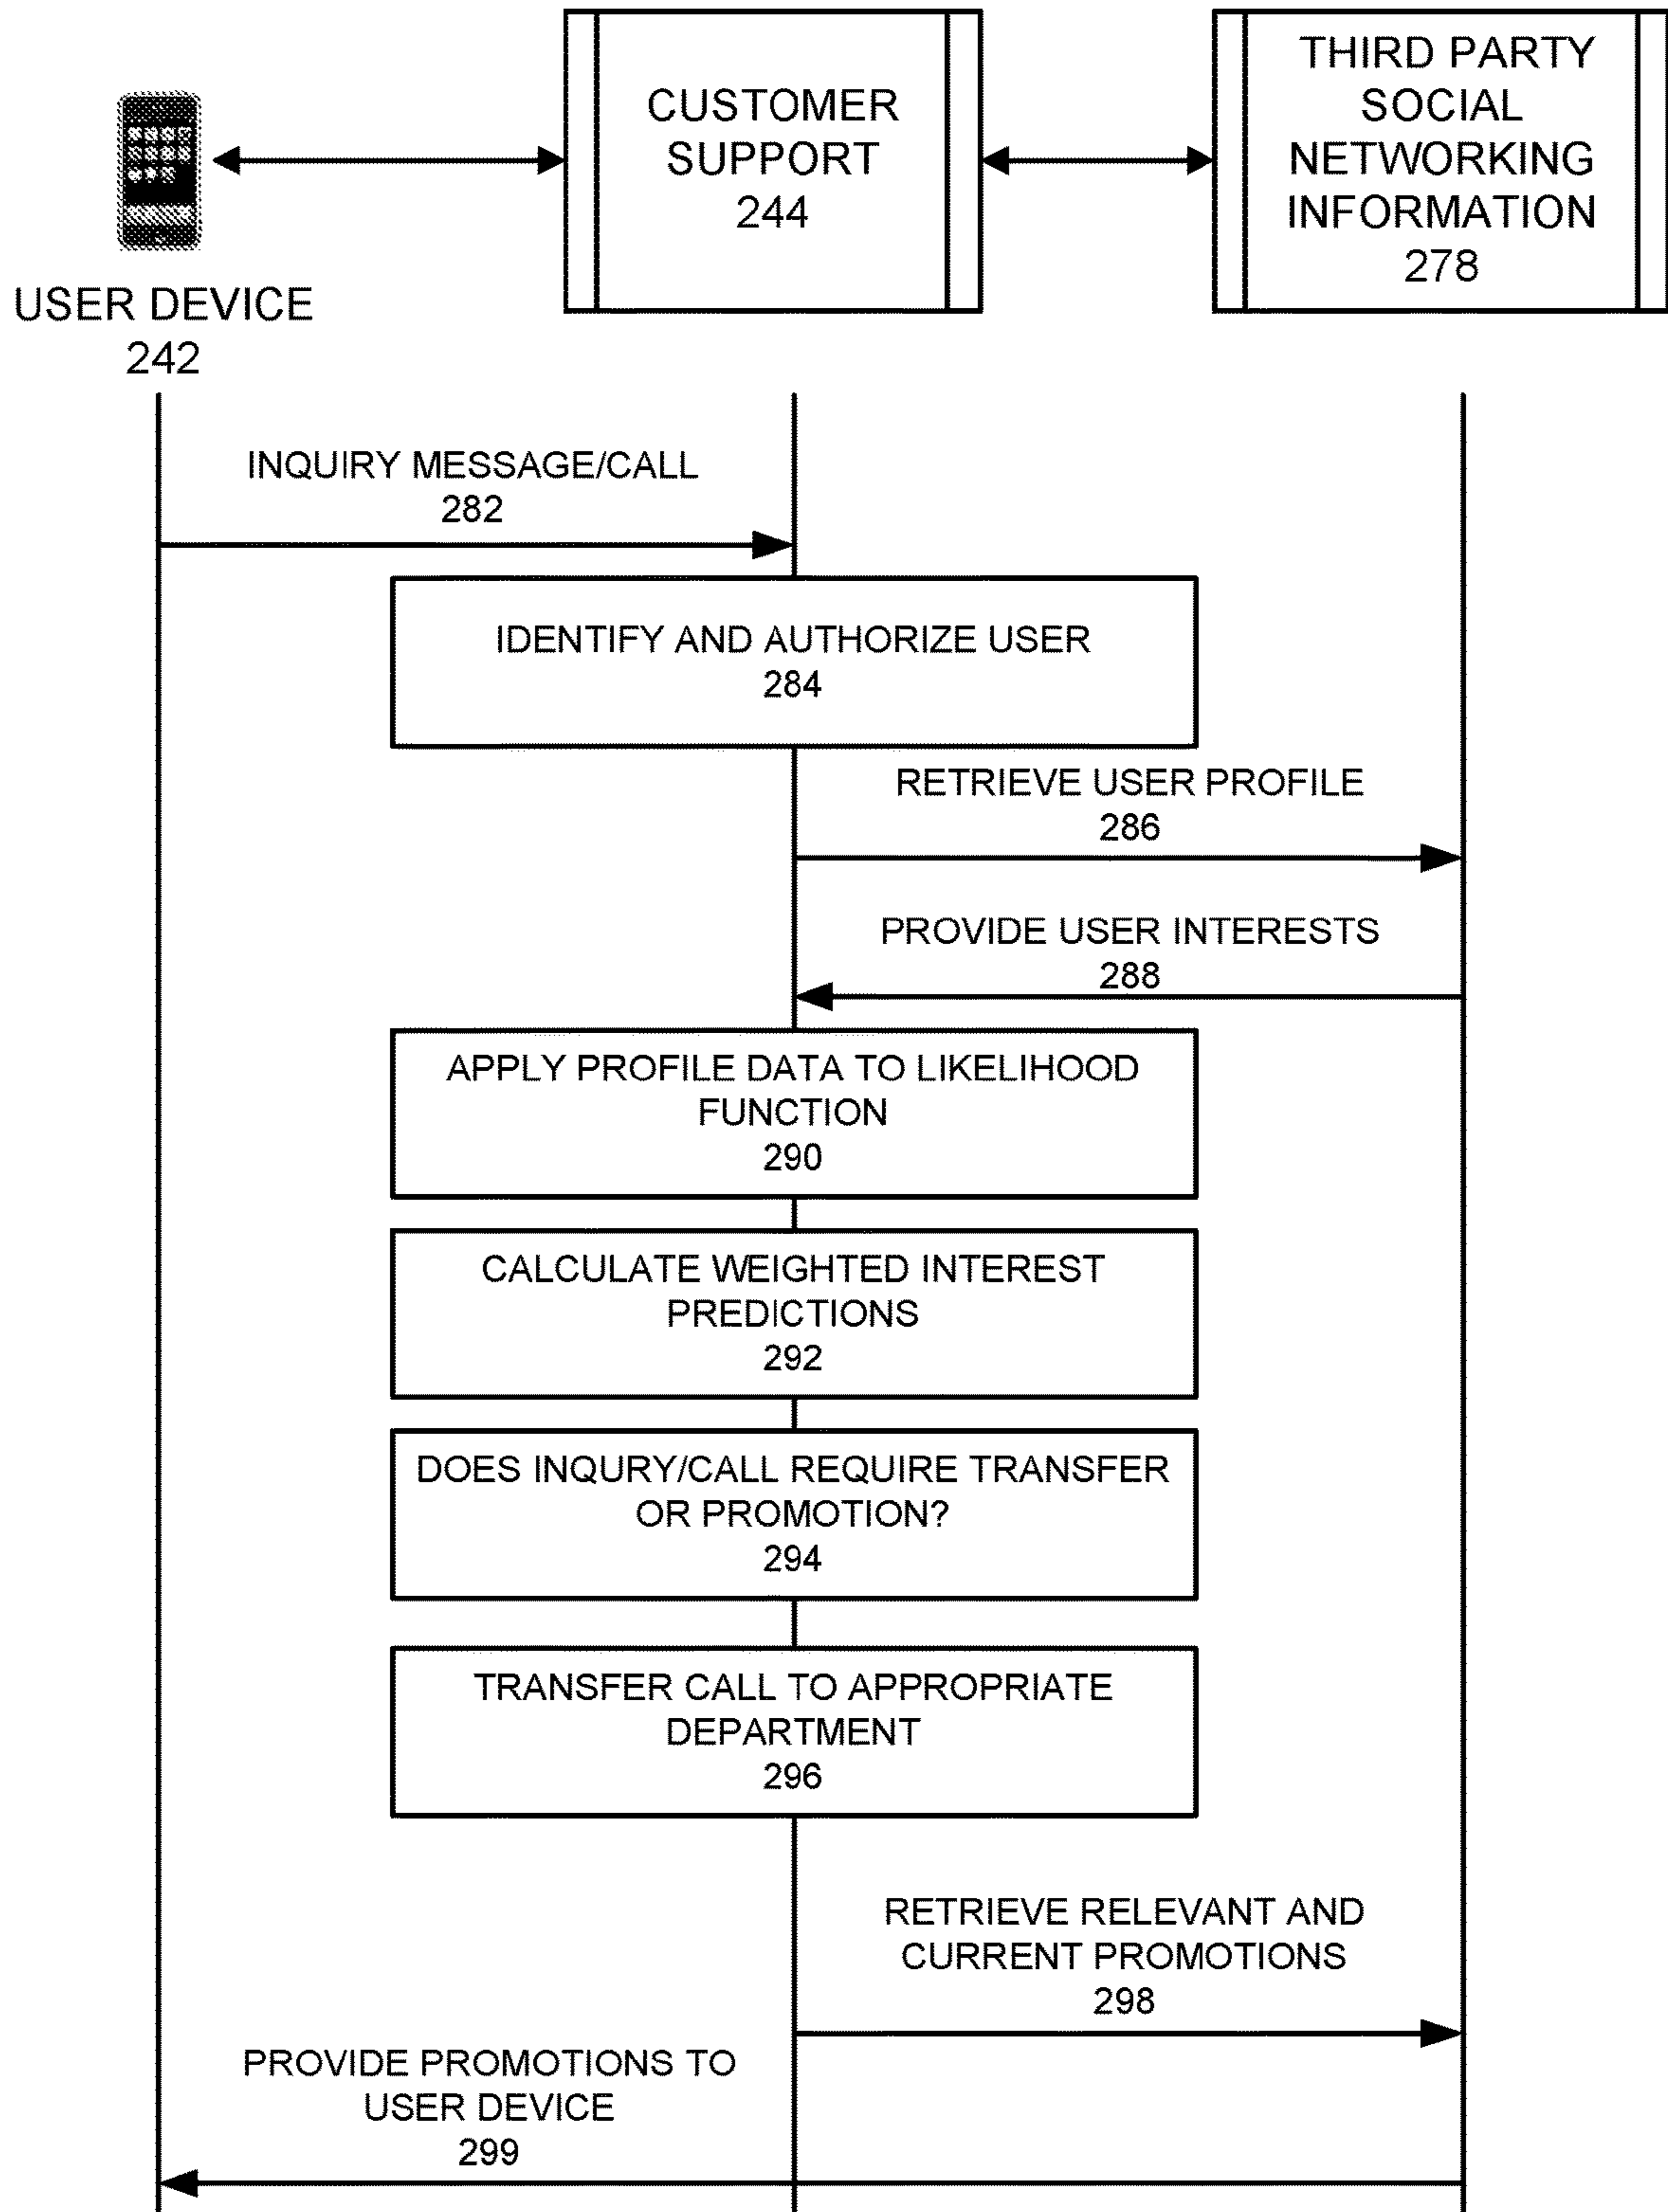 CUSTOMER
SUPPORT
244
THIRD PARTY
SOCIAL
NETWORKING
INFORMATION
278
USER DEVICE
242
INQUIRY MESSAGE/CALL
282
IDENTIFY AND AUTHORIZE USER
284
RETRIEVE USER PROFILE
286
PROVIDE USER INTERESTS
288
APPLY PROFILE DATA TO LIKELIHOOD
FUNCTION
290
CALCULATE WEIGHTED INTEREST
PREDICTIONS
292
DOES INQURY/CALL REQUIRE TRANSFER
OR PROMOTION?
294
TRANSFER CALL TO APPROPRIATE
DEPARTMENT
296
RETRIEVE RELEVANT AND
CURRENT PROMOTIONS
298
PROVIDE PROMOTIONS TO
USER DEVICE
299